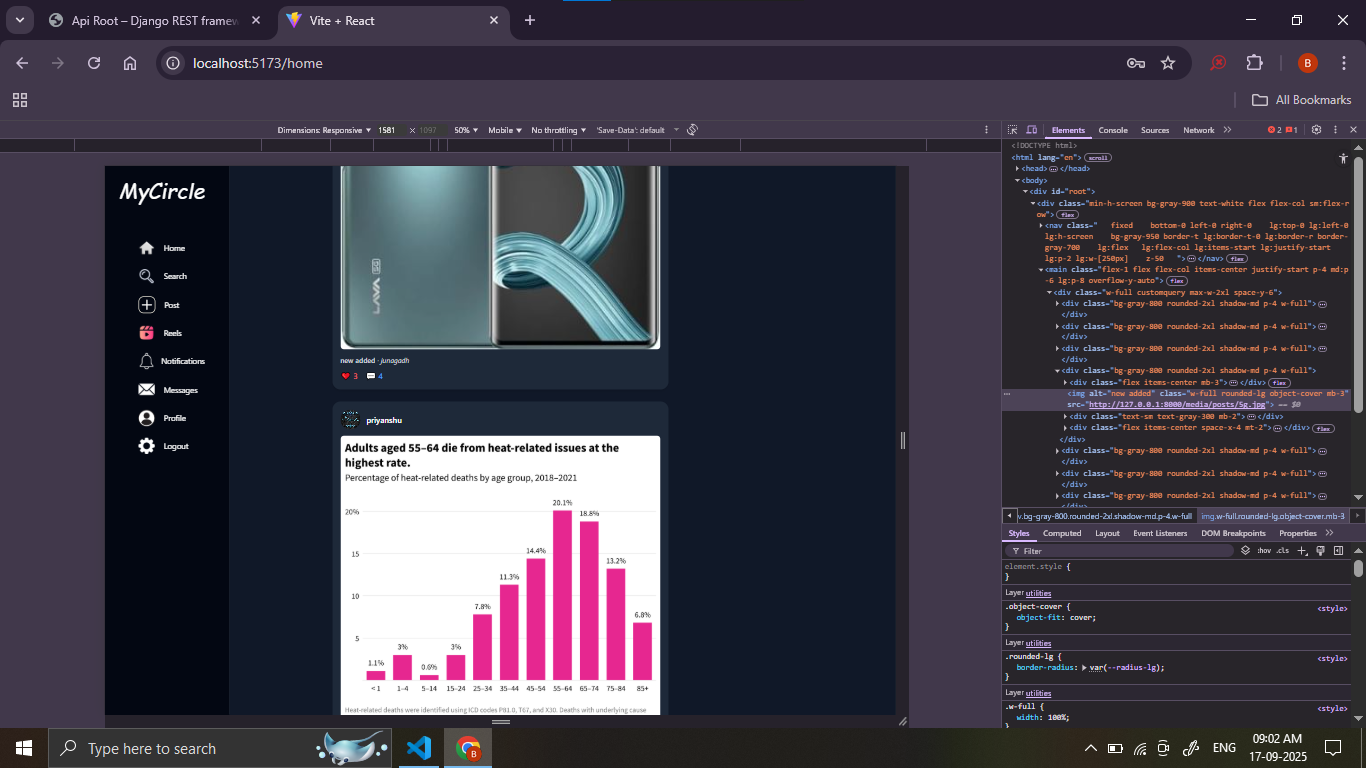 Api Root – Django REST framew
Vite + React
localhost:5173/home
B
All Bookmarks
Dimensions: Responsive 1581 × 1097 50% Mobile No throttling 'Save-Data': default
Elements Console Sources Network 2 1
MyCircle
Home
Search
Post
Reels
Notifications
Messages
Profile
Logout
LAVA 5G
new added - junagadh
3 4
priyanshu
Adults aged 55–64 die from heat-related issues at the
highest rate.
Percentage of heat-related deaths by age group, 2018–2021
20%
15
10
5
1.1% 3% 0.6% 3% 7.8% 11.3% 14.4% 20.1% 18.8% 13.2% 6.8%
< 1 1–4 5–14 15–24 25–34 35–44 45–54 55–64 65–74 75–84 85+
Heat-related deaths were identified using ICD codes P81.0, T67, and X30. Deaths with underlying cause
<!DOCTYPE html>
<html lang="en"> scroll
<head> … </head>
<body>
<div id="root">
<div class="min-h-screen bg-gray-900 text-white flex flex-col sm:flex-r
ow"> flex
<nav class=" fixed bottom-0 left-0 right-0 lg:top-0 lg:left-0
lg:h-screen bg-gray-950 border-t lg:border-t-0 lg:border-r border-
gray-700 lg:flex lg:flex-col lg:items-start lg:justify-start
lg:p-2 lg:w-[250px] z-50 "> … </nav> flex
<main class="flex-1 flex flex-col items-center justify-start p-4 md:p
-6 lg:p-8 overflow-y-auto"> flex
<div class="w-full customquery max-w-2xl space-y-6">
<div class="bg-gray-800 rounded-2xl shadow-md p-4 w-full"> …
</div>
<div class="bg-gray-800 rounded-2xl shadow-md p-4 w-full"> …
</div>
<div class="bg-gray-800 rounded-2xl shadow-md p-4 w-full"> …
</div>
<div class="bg-gray-800 rounded-2xl shadow-md p-4 w-full">
<div class="flex items-center mb-3"> … </div> flex
<img alt="new added" class="w-full rounded-lg object-cover mb-3"
src="http://127.0.0.1:8000/media/posts/5g.jpg"> == $0
<div class="text-sm text-gray-300 mb-2"> … </div>
<div class="flex items-center space-x-4 mt-2"> … </div> flex
</div>
<div class="bg-gray-800 rounded-2xl shadow-md p-4 w-full"> …
</div>
<div class="bg-gray-800 rounded-2xl shadow-md p-4 w-full"> …
</div>
<div class="bg-gray-800 rounded-2xl shadow-md p-4 w-full"> …
v.bg-gray-800.rounded-2xl.shadow-md.p-4.w-full img.w-full.rounded-lg.object-cover.mb-3
Styles Computed Layout Event Listeners DOM Breakpoints Properties
Filter :hov .cls
element.style {
}
Layer utilities
.object-cover { <style>
object-fit: cover;
}
Layer utilities
.rounded-lg { <style>
border-radius: var(--radius-lg);
}
Layer utilities
.w-full { <style>
width: 100%;
}
Type here to search
B
ENG
09:02 AM
17-09-2025